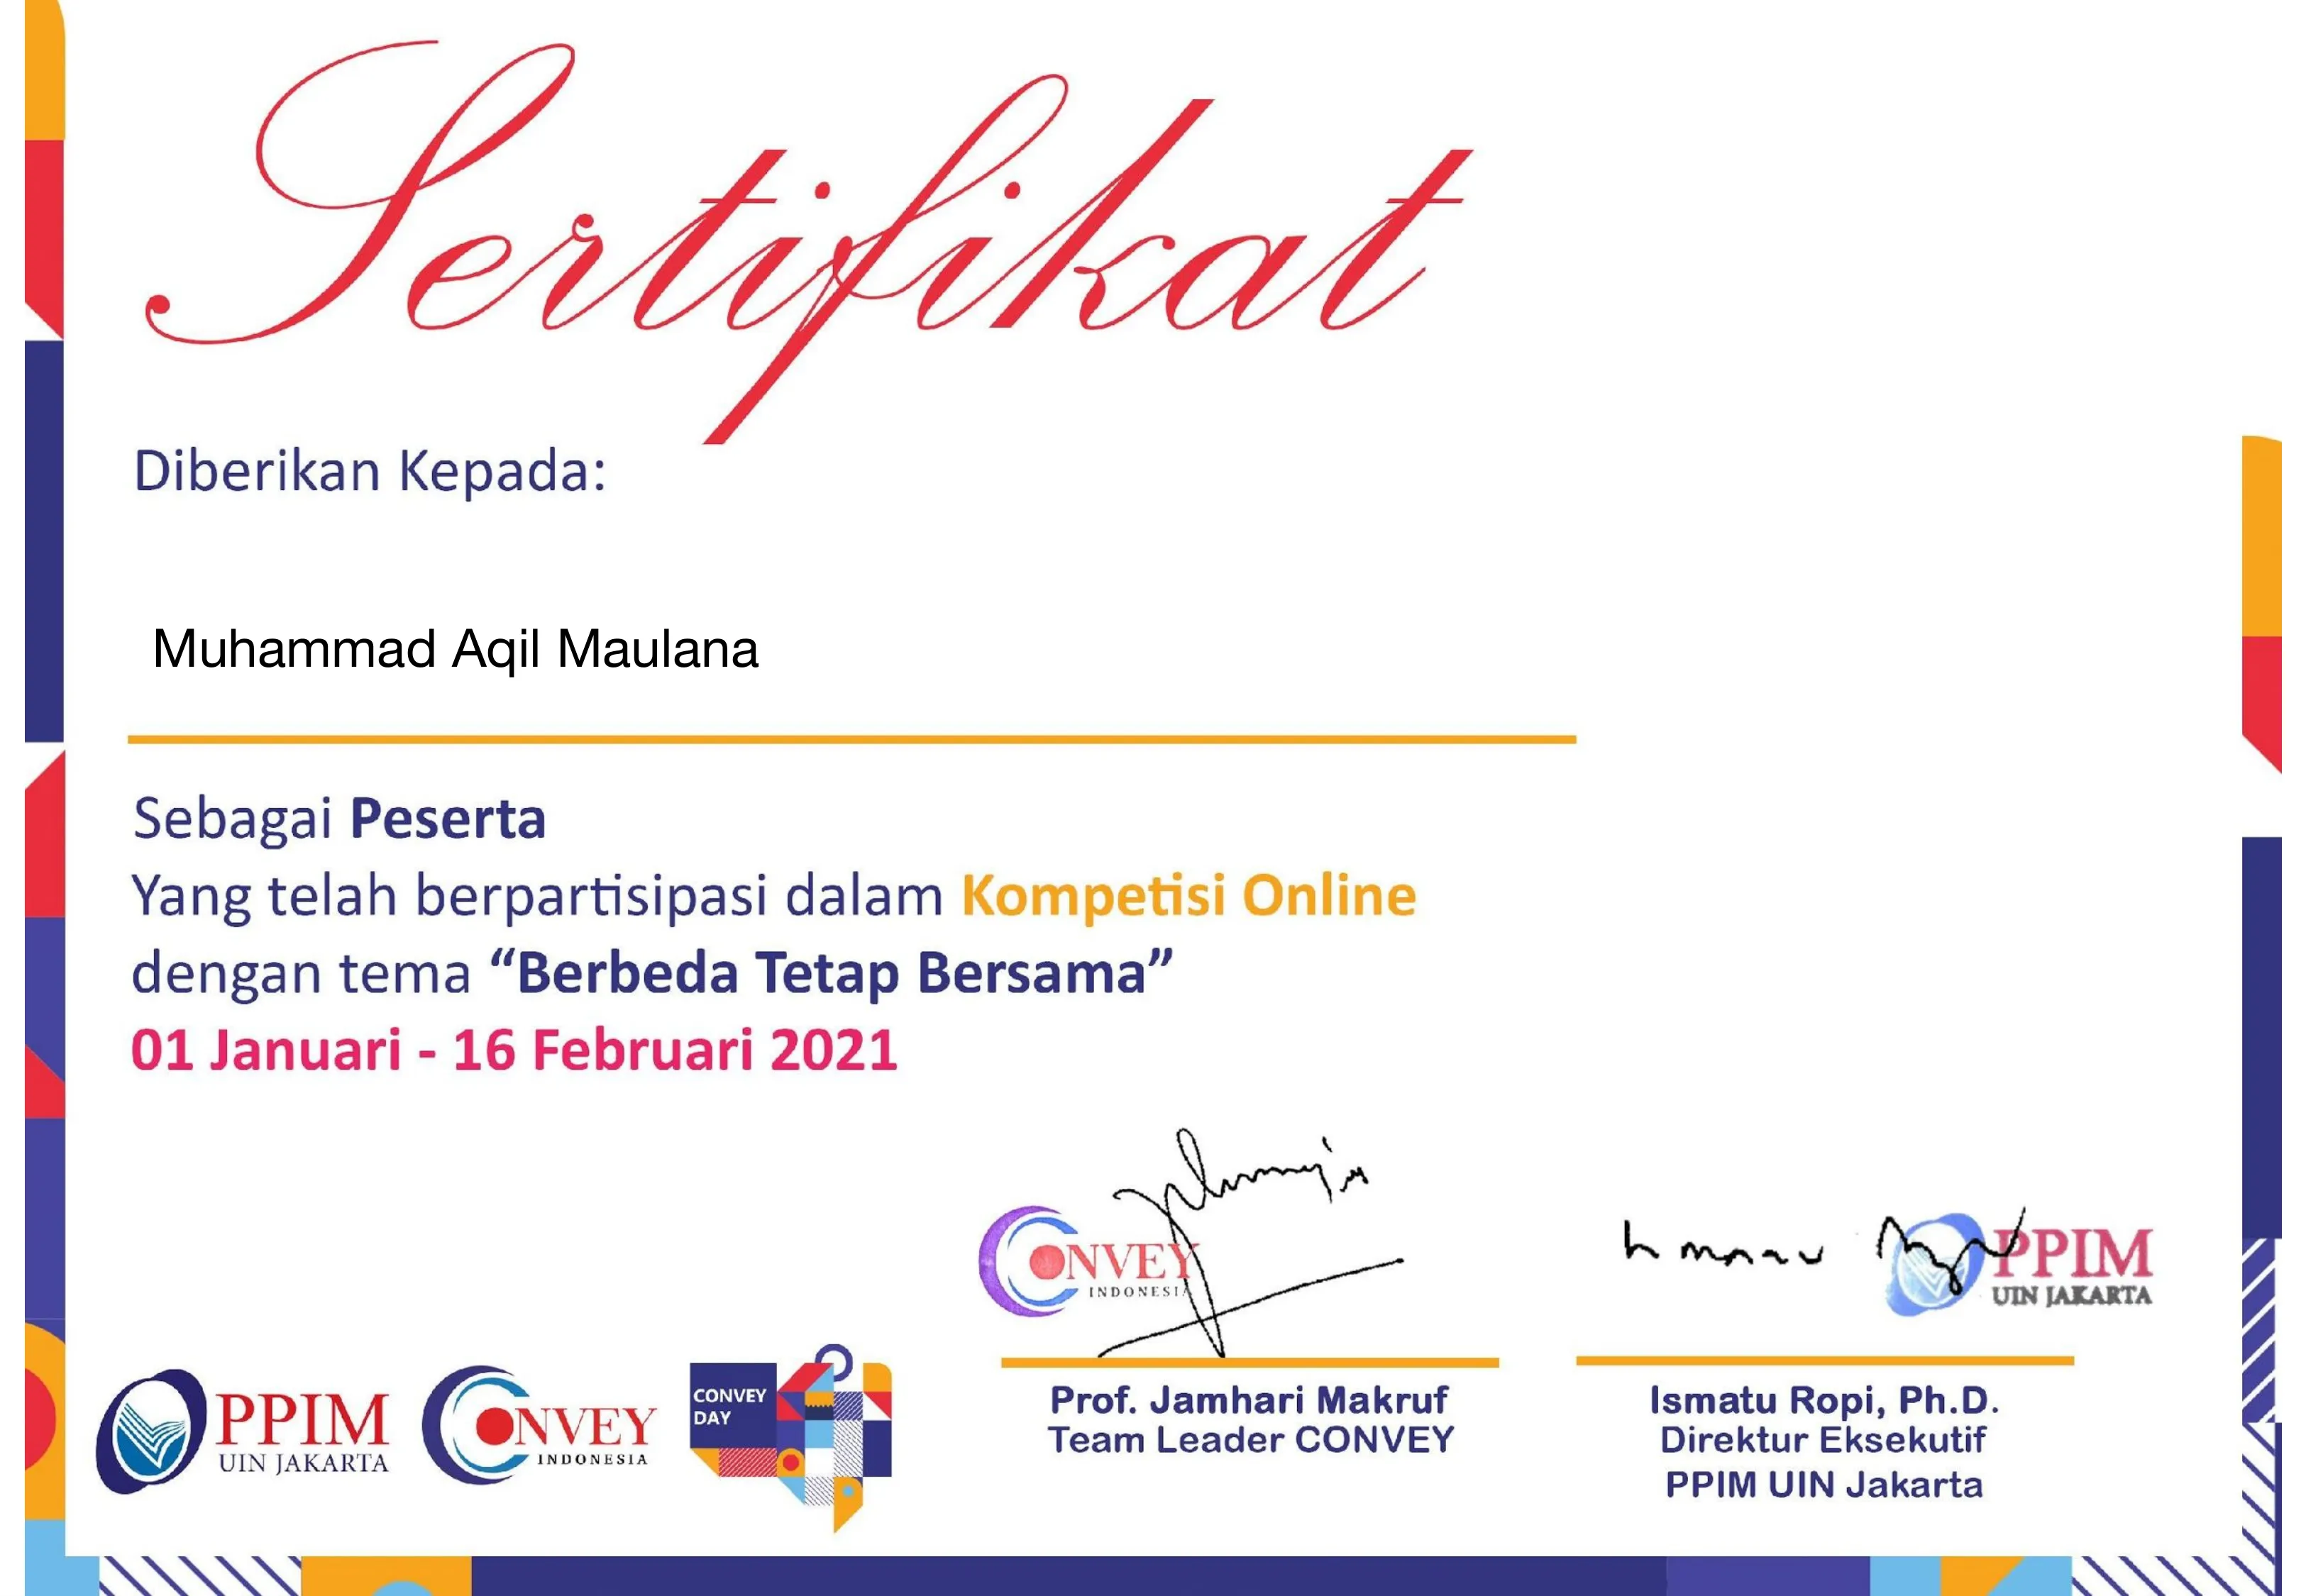 Sertifikat
Diberikan Kepada:
Muhammad Aqil Maulana
Sebagai Peserta
Yang telah berpartisipasi dalam Kompetisi Online
dengan tema “Berbeda Tetap Bersama”
01 Januari - 16 Februari 2021
CONVEY
INDONESIA
PPIM
UIN JAKARTA
Prof. Jamhari Makruf
Team Leader CONVEY
Ismatu Ropi, Ph.D.
Direktur Eksekutif
PPIM UIN Jakarta
PPIM
UIN JAKARTA
CONVEY
INDONESIA
CONVEY
DAY